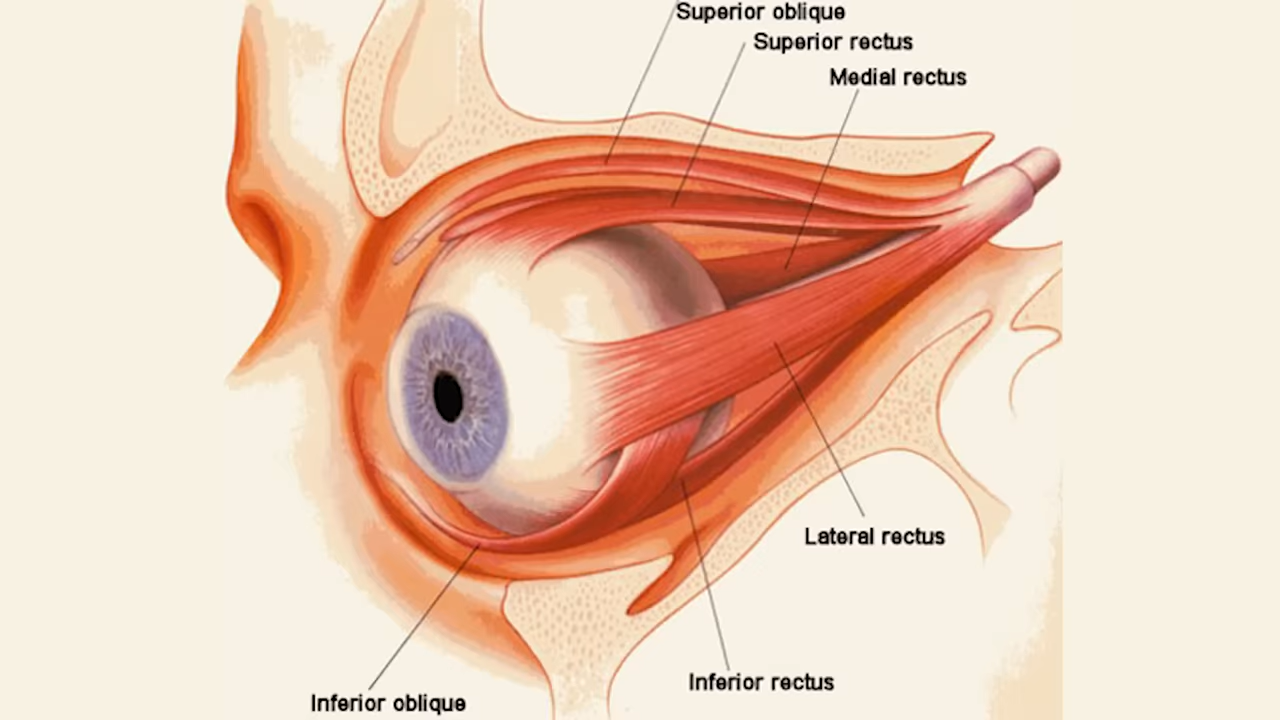 Superior oblique
Superior rectus
Medial rectus
Lateral rectus
Inferior rectus
Inferior oblique